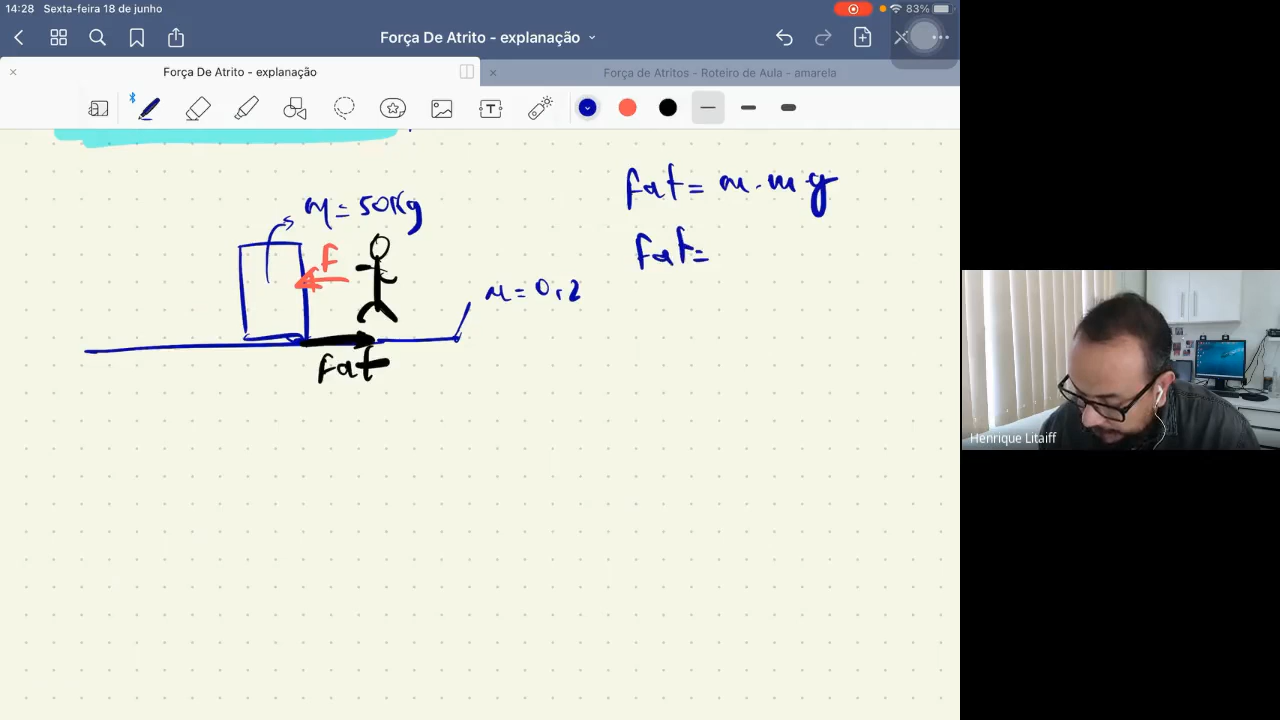 14:28 Sexta-feira 18 de junho
83%
Força De Atrito - explanação
Força De Atrito - explanação
Força de Atritos - Roteiro de Aula - amarela
T
fat = μ . m . g
m = 50Kg
fat =
F
μ = 0,2
fat
Henrique Litaiff